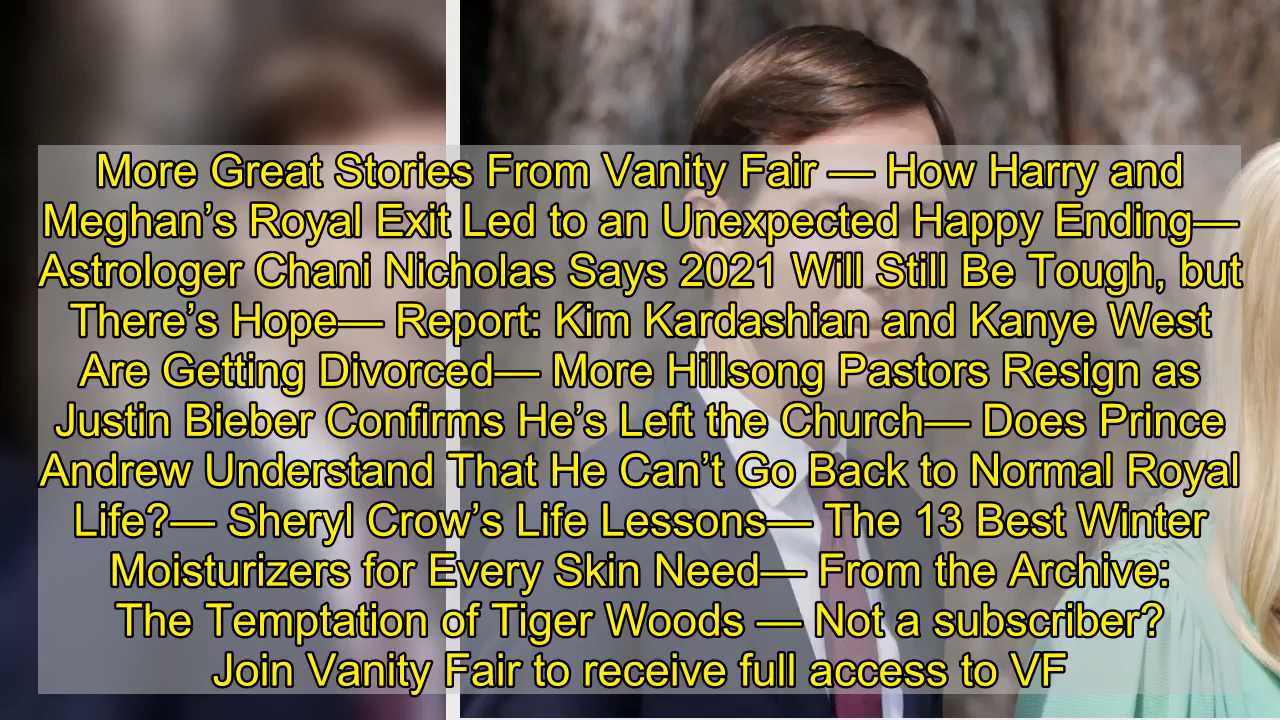 More Great Stories From Vanity Fair — How Harry and
Meghan’s Royal Exit Led to an Unexpected Happy Ending—
Astrologer Chani Nicholas Says 2021 Will Still Be Tough, but
There’s Hope— Report: Kim Kardashian and Kanye West
Are Getting Divorced— More Hillsong Pastors Resign as
Justin Bieber Confirms He’s Left the Church— Does Prince
Andrew Understand That He Can’t Go Back to Normal Royal
Life?— Sheryl Crow’s Life Lessons— The 13 Best Winter
Moisturizers for Every Skin Need— From the Archive:
The Temptation of Tiger Woods — Not a subscriber?
Join Vanity Fair to receive full access to VF